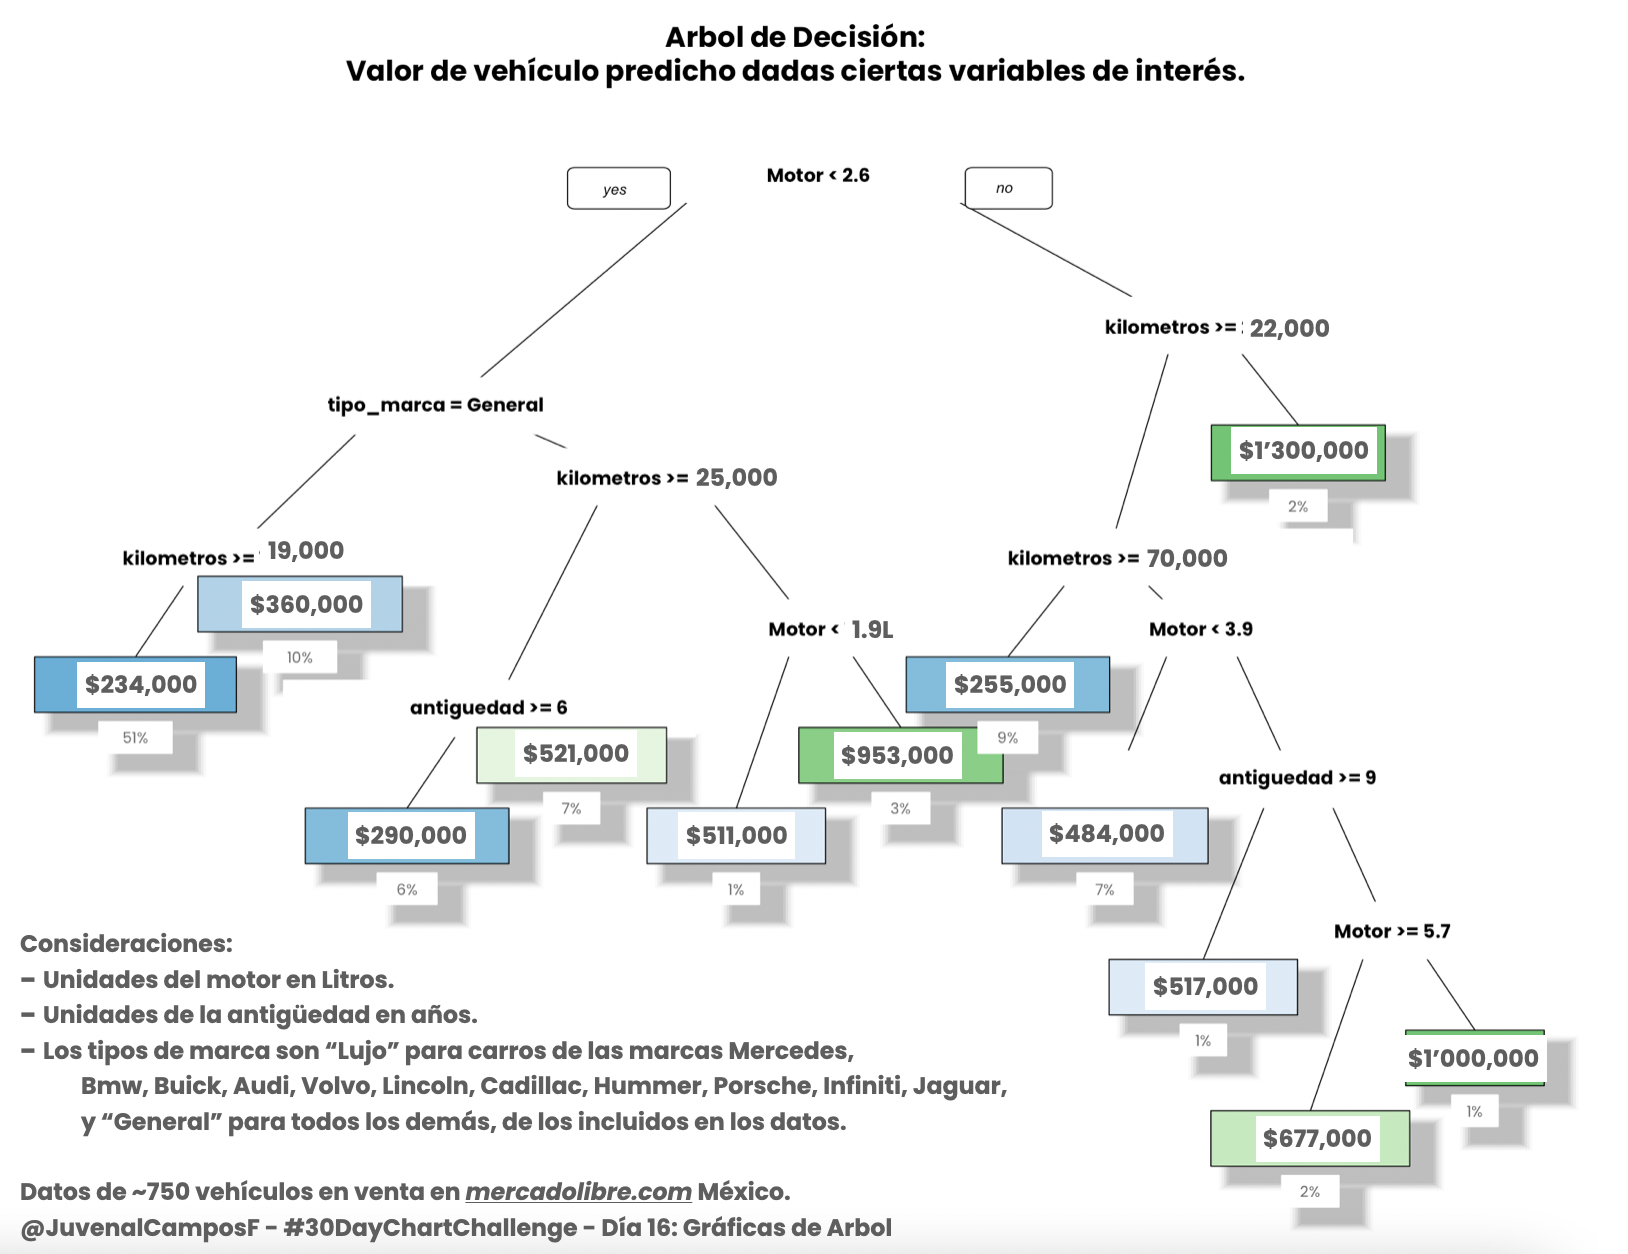 Arbol de Decisión:
Valor de vehículo predicho dadas ciertas variables de interés.
yes
Motor < 2.6
no
kilometros >= 22,000
tipo_marca = General
$1’300,000
2%
kilometros >= 25,000
kilometros >= 19,000
kilometros >= 70,000
$360,000
10%
Motor < 1.9L
Motor < 3.9
$234,000
51%
$255,000
9%
antiguedad >= 6
$521,000
7%
$953,000
3%
antiguedad >= 9
$290,000
6%
$511,000
1%
$484,000
7%
Motor >= 5.7
$517,000
1%
$1’000,000
1%
$677,000
2%
Consideraciones:
– Unidades del motor en Litros.
– Unidades de la antigüedad en años.
– Los tipos de marca son “Lujo” para carros de las marcas Mercedes,
Bmw, Buick, Audi, Volvo, Lincoln, Cadillac, Hummer, Porsche, Infiniti, Jaguar,
y “General” para todos los demás, de los incluidos en los datos.
Datos de ~750 vehículos en venta en mercadolibre.com México.
@JuvenalCamposF - #30DayChartChallenge - Día 16: Gráficas de Arbol